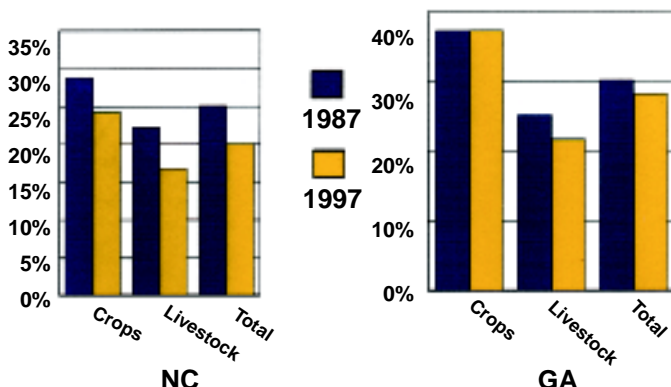 35%
30%
25%
20%
15%
10%
5%
0%
Crops
Livestock
Total
NC
1987
1997
40%
30%
20%
10%
0%
Crops
Livestock
Total
GA